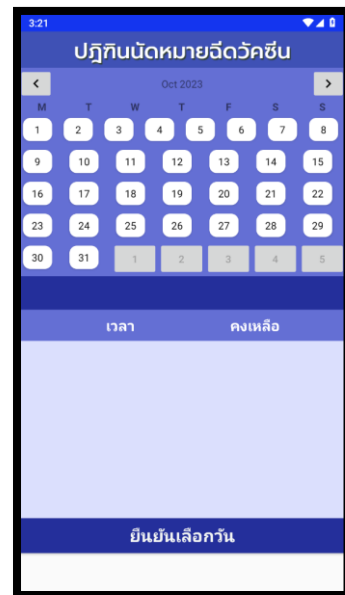 3:21
ปฏิทินนัดหมายฉีดวัคซีน
< Oct 2023 >
M T W T F S S
1 2 3 4 5 6 7 8
9 10 11 12 13 14 15
16 17 18 19 20 21 22
23 24 25 26 27 28 29
30 31 1 2 3 4 5
เวลา คงเหลือ
ยืนยันเลือกวัน